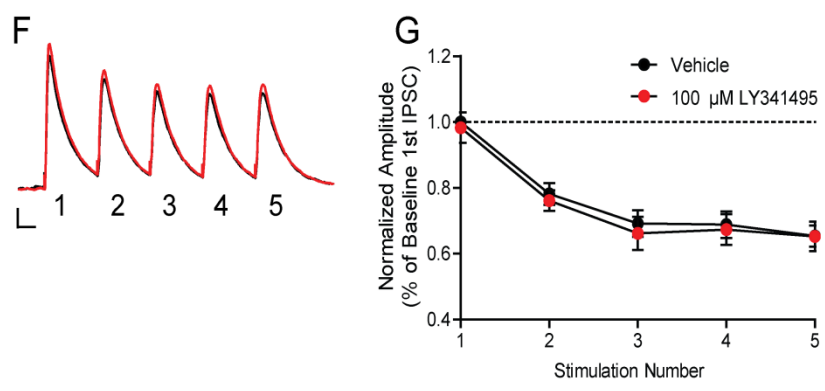 F
1 2 3 4 5
G
Normalized Amplitude
(% of Baseline 1st IPSC)
1.2
1.0
0.8
0.6
0.4
Vehicle
100 µM LY341495
1 2 3 4 5
Stimulation Number